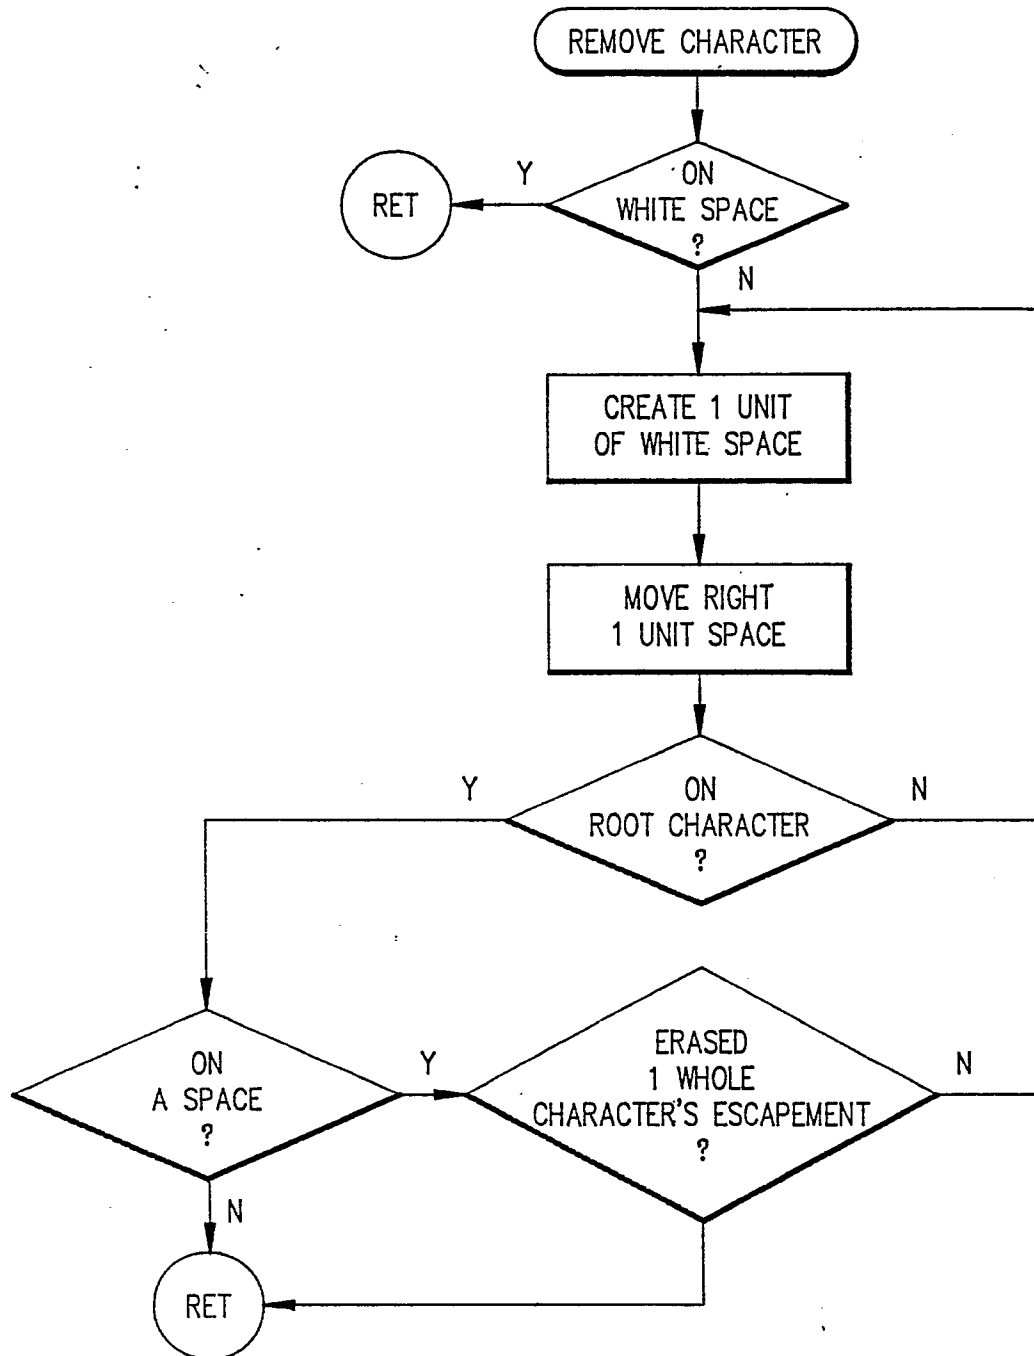 REMOVE CHARACTER
Y
ON
WHITE SPACE
?
RET
N
CREATE 1 UNIT
OF WHITE SPACE
MOVE RIGHT
1 UNIT SPACE
Y
ON
ROOT CHARACTER
?
N
ON
A SPACE
?
Y
ERASED
1 WHOLE
CHARACTER'S ESCAPEMENT
?
N
N
RET